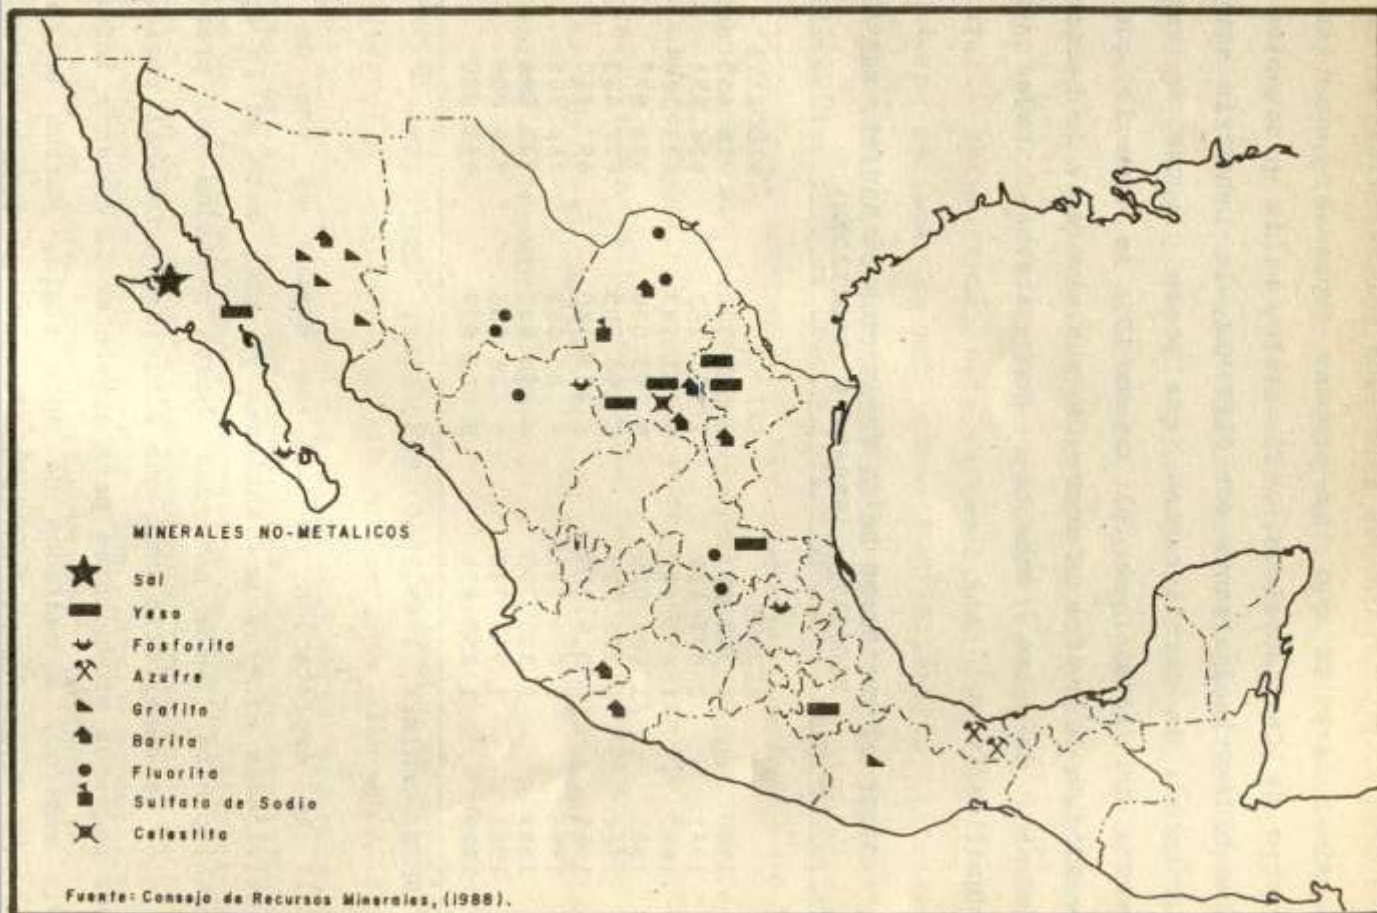 MINERALES NO-METALICOS
Sal
Yeso
Fosforita
Azufre
Grafito
Barita
Fluorita
Sulfato de Sodio
Celestita
Fuente: Consejo de Recursos Minerales, (1988).